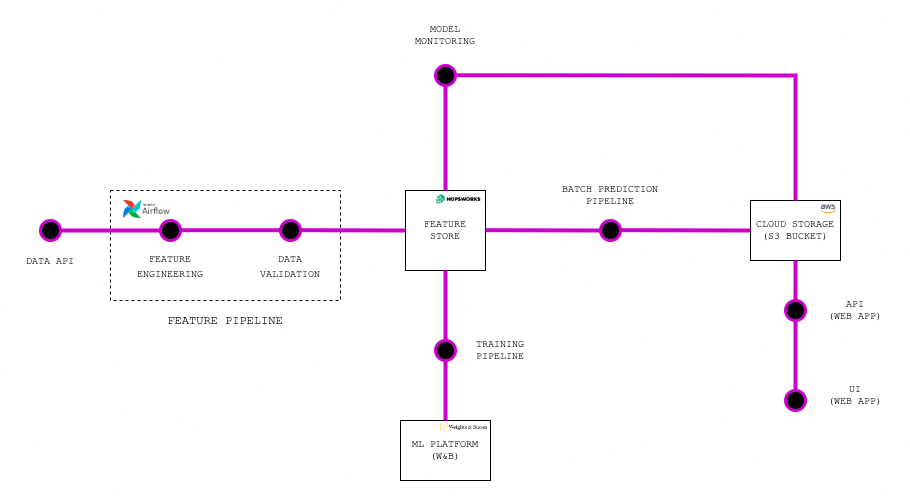 MODEL
MONITORING
BATCH PREDICTION
PIPELINE
Airflow
HOPSWORKS
aws
FEATURE
STORE
CLOUD STORAGE
(S3 BUCKET)
DATA API
FEATURE
ENGINEERING
DATA
VALIDATION
FEATURE PIPELINE
API
(WEB APP)
TRAINING
PIPELINE
UI
(WEB APP)
Weights & Biases
ML PLATFORM
(W&B)